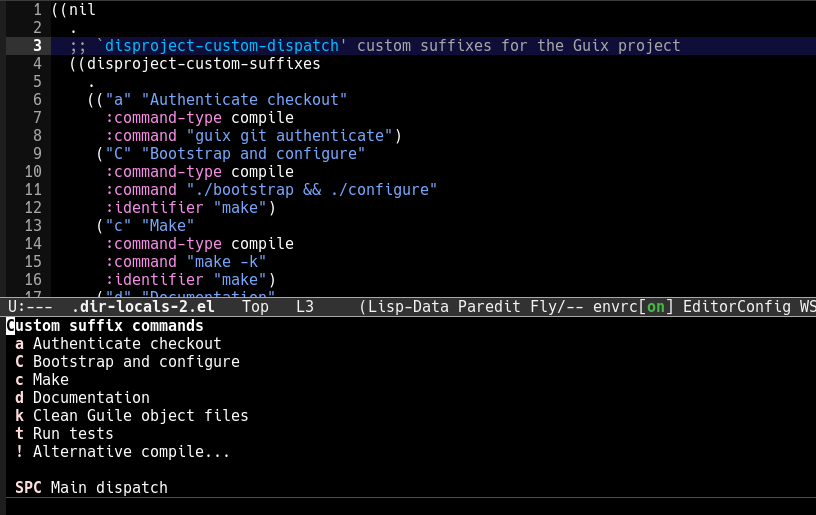 1 ((nil
2 .
3 ;; `disproject-custom-dispatch' custom suffixes for the Guix project
4 ((disproject-custom-suffixes
5 .
6 (("a" "Authenticate checkout"
7 :command-type compile
8 :command "guix git authenticate")
9 ("C" "Bootstrap and configure"
10 :command-type compile
11 :command "./bootstrap && ./configure"
12 :identifier "make")
13 ("c" "Make"
14 :command-type compile
15 :command "make -k"
16 :identifier "make")
17 ("d" "Documentation"
U:--- .dir-locals-2.el Top L3 (Lisp-Data Paredit Fly/-- envrc[on] EditorConfig WS
Custom suffix commands
a Authenticate checkout
C Bootstrap and configure
c Make
d Documentation
k Clean Guile object files
t Run tests
! Alternative compile...
SPC Main dispatch